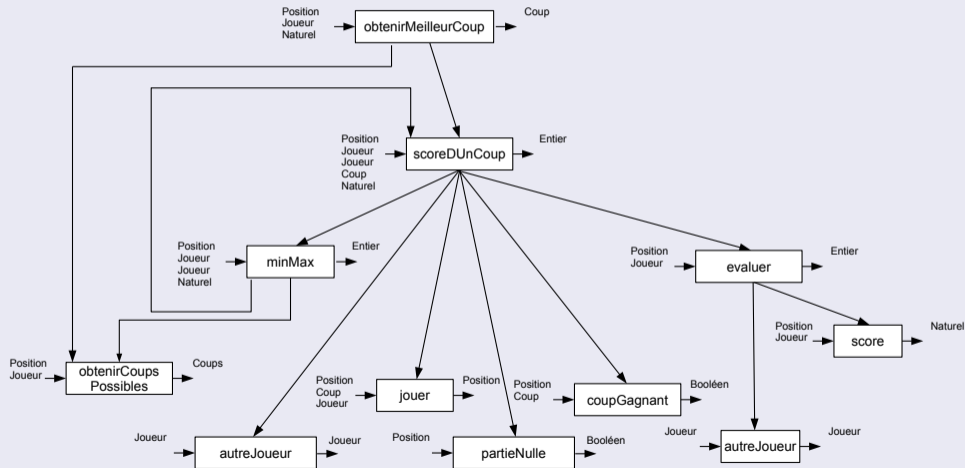 Position
Joueur
Naturel
obtenirMeilleurCoup
Coup
Position
Joueur
Joueur
Coup
Naturel
scoreDUnCoup
Entier
Position
Joueur
Joueur
Naturel
minMax
Entier
Position
Joueur
evaluer
Entier
Position
Joueur
score
Naturel
Position
Joueur
obtenirCoups
Possibles
Coups
Position
Coup
Joueur
jouer
Position
Position
Coup
coupGagnant
Booléen
Joueur
autreJoueur
Joueur
Position
partieNulle
Booléen
Joueur
autreJoueur
Joueur